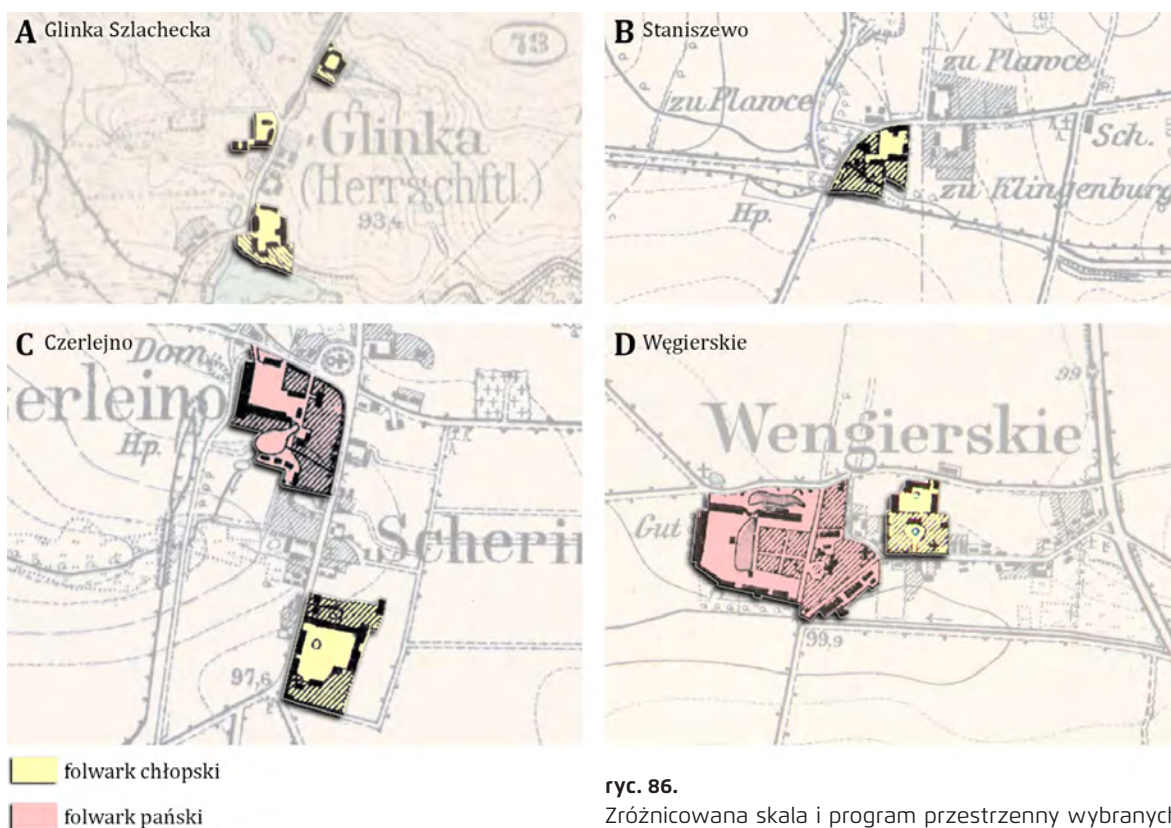 A Glinka Szlachecka
73
Glinka
(Herrschftl.)
93,4
B Staniszewo
zu Plawce
zu Plawce
Sch.
zu Klingenburg
Hp.
C Czerlejno
Dom.
erleino
Hp.
Scherin
97,6
D Węgierskie
99
Wengierskie
Gut
99,9
folwark chłopski
folwark pański
ryc. 86.
Zróżnicowana skala i program przestrzenny wybranych